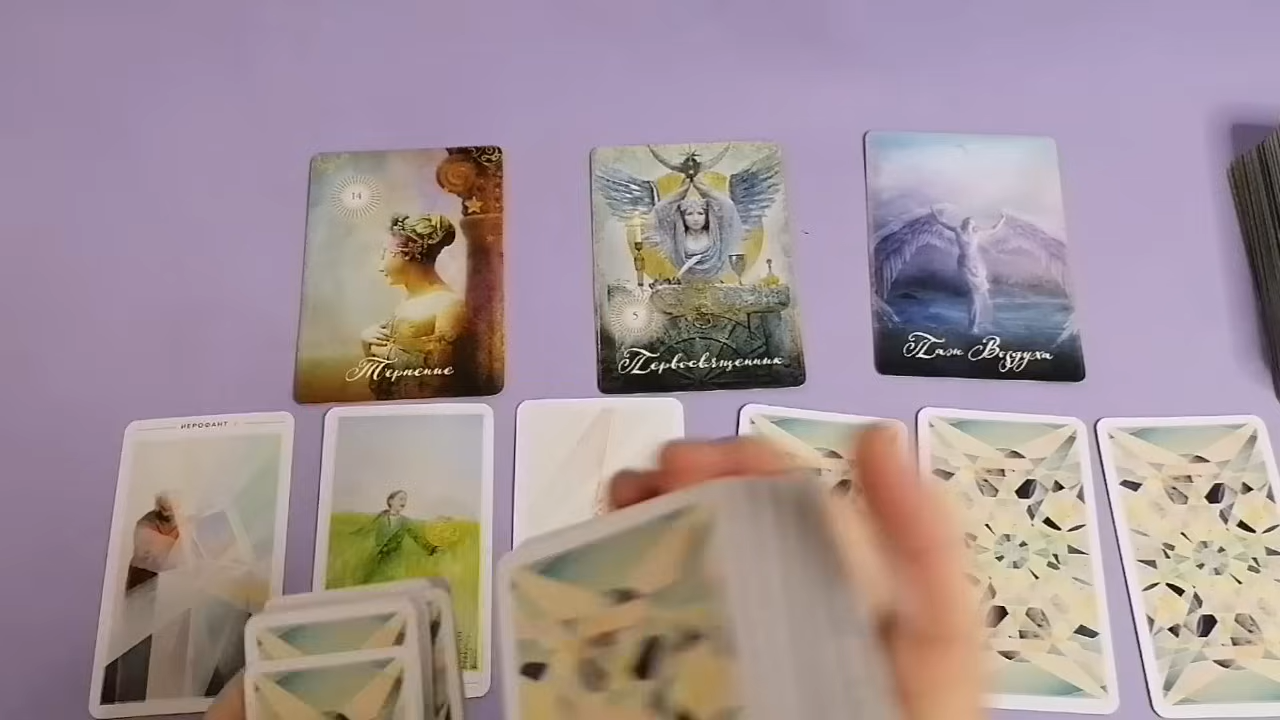 14
Терпение
5
Первосвященник
Паж Воздуха
ИЕРОФАНТ